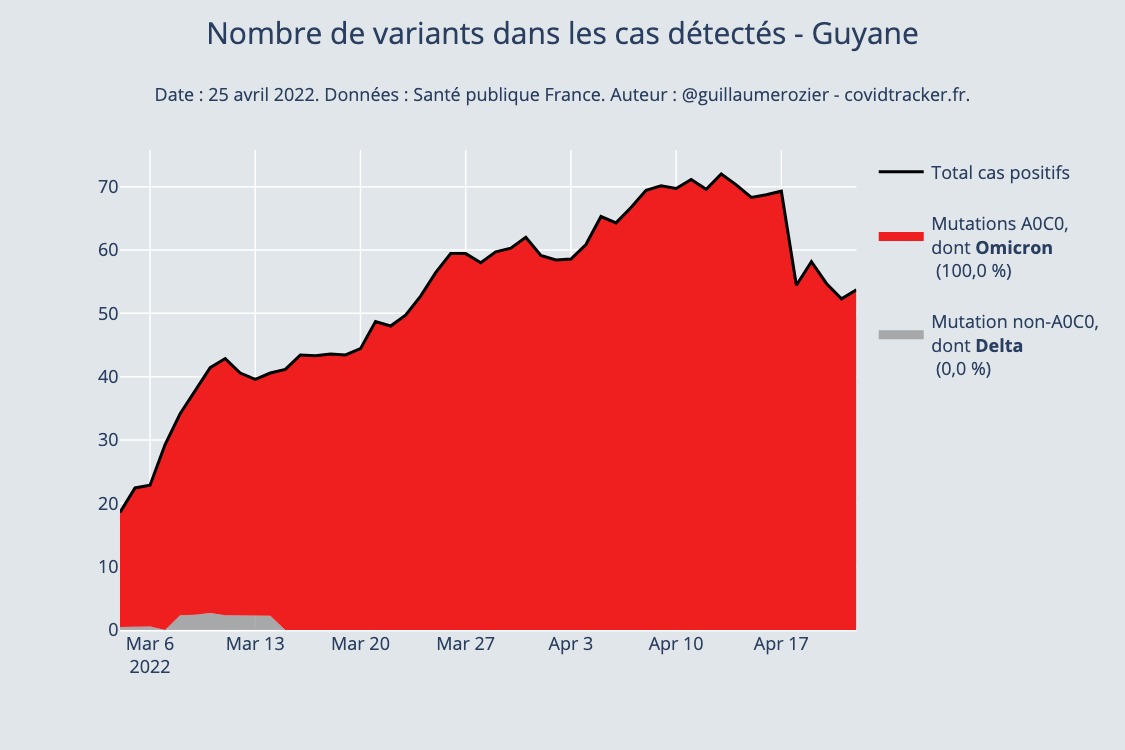 Nombre de variants dans les cas détectés - Guyane
Date : 25 avril 2022. Données : Santé publique France. Auteur : @guillaumerozier - covidtracker.fr.
Total cas positifs
Mutations A0C0,
dont Omicron
(100,0 %)
Mutation non-A0C0,
dont Delta
(0,0 %)
70
60
50
40
30
20
10
0
Mar 6
2022
Mar 13
Mar 20
Mar 27
Apr 3
Apr 10
Apr 17